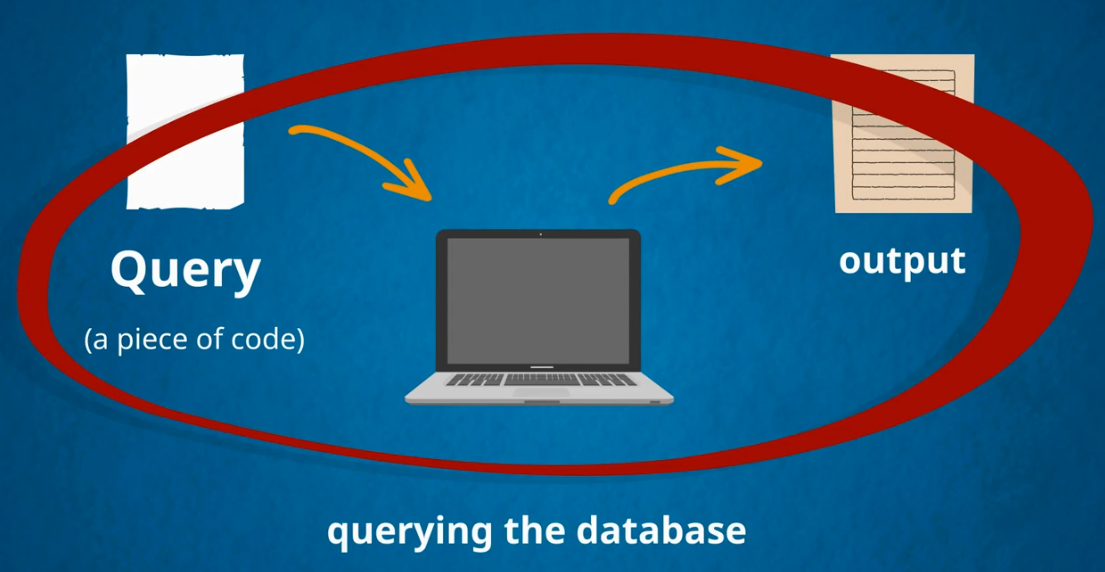 Query
(a piece of code)
output
querying the database